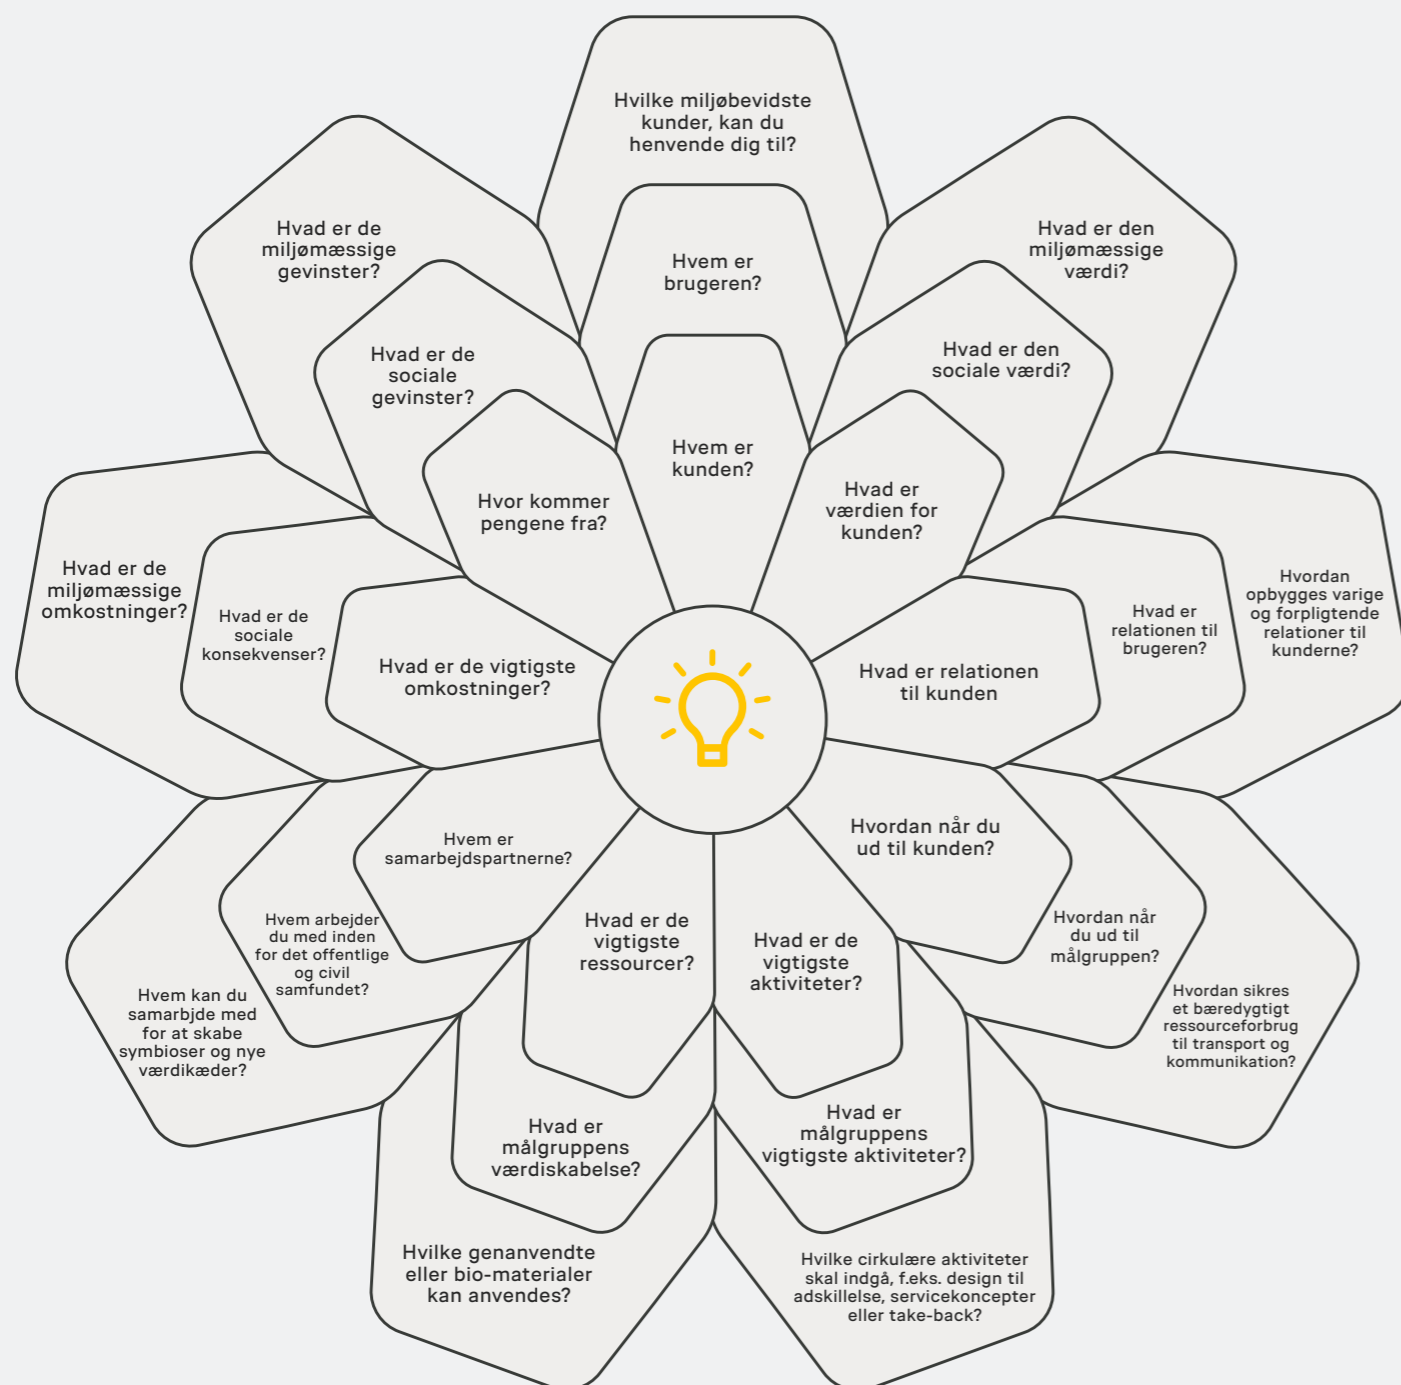 Hvilke miljøbevidste
kunder, kan du
henvende dig til?
Hvem er
brugeren?
Hvem er
kunden?
Hvad er den
miljømæssige
værdi?
Hvad er den
sociale værdi?
Hvad er
værdien for
kunden?
Hvordan
opbygges varige
og forpligtende
relationer til
kunderne?
Hvad er
relationen til
brugeren?
Hvad er relationen
til kunden
Hvordan sikres
et bæredygtigt
ressourceforbrug
til transport og
kommunikation?
Hvordan når
du ud til
målgruppen?
Hvordan når du
ud til kunden?
Hvilke cirkulære aktiviteter
skal indgå, f.eks. design til
adskillelse, servicekoncepter
eller take-back?
Hvad er
målgruppens
vigtigste aktiviteter?
Hvad er de
vigtigste
aktiviteter?
Hvilke genanvendte
eller bio-materialer
kan anvendes?
Hvad er
målgruppens
værdiskabelse?
Hvad er de
vigtigste
ressourcer?
Hvem kan du
samarbjde med
for at skabe
symbioser og nye
værdikæder?
Hvem arbejder
du med inden
for det offentlige
og civil
samfundet?
Hvem er
samarbejdspartnerne?
Hvad er de
miljømæssige
omkostninger?
Hvad er de
sociale
konsekvenser?
Hvad er de vigtigste
omkostninger?
Hvad er de
miljømæssige
gevinster?
Hvad er de
sociale
gevinster?
Hvor kommer
pengene fra?